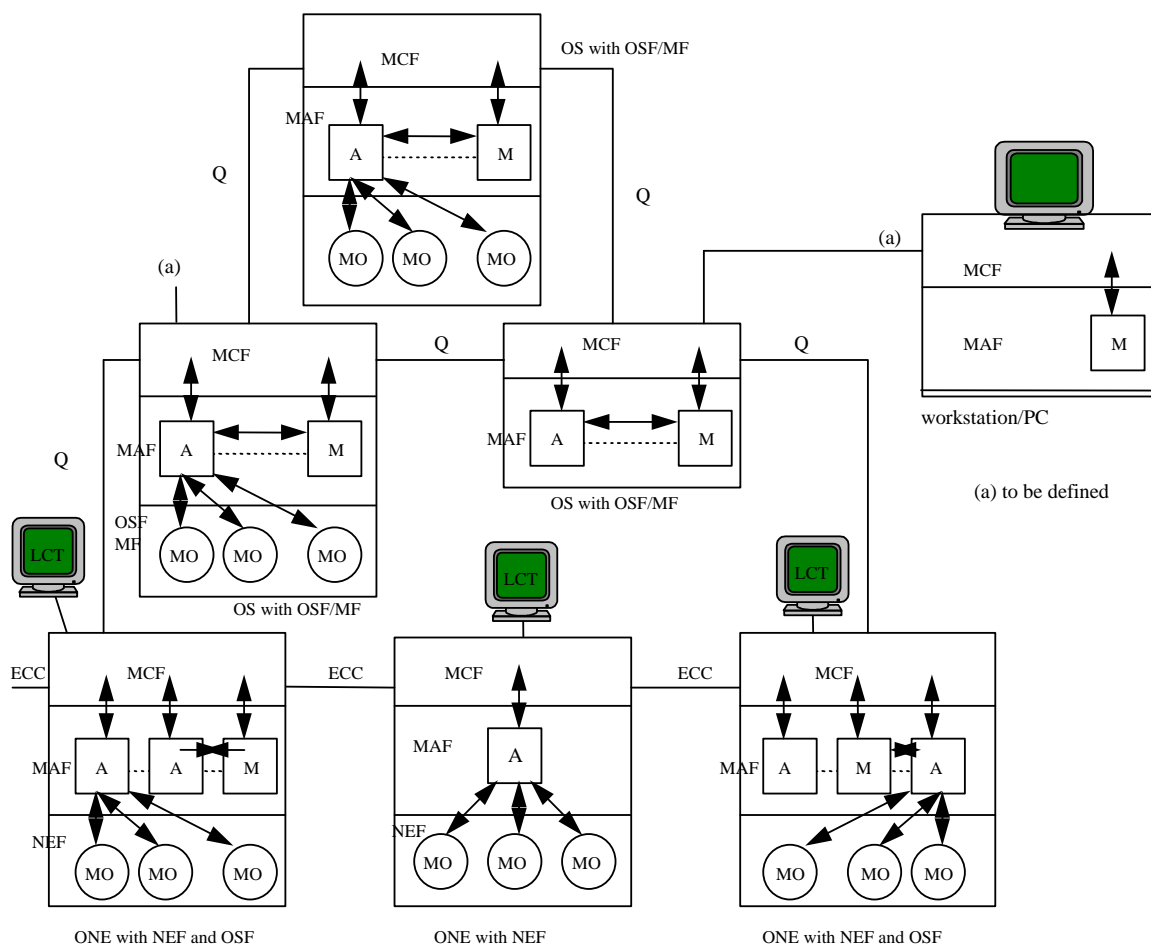 OS with OSF/MF
MCF
MAF
A
M
Q
Q
MO
MO
MO
(a)
(a)
MCF
MAF
M
workstation/PC
(a) to be defined
MCF
Q
MCF
Q
MAF
A
M
MAF
A
M
Q
OS with OSF/MF
OSF
MF
MO
MO
MO
OS with OSF/MF
LCT
LCT
LCT
ECC
MCF
ECC
MCF
ECC
MCF
MAF
A
A
M
MAF
A
MAF
A
M
A
NEF
MO
MO
MO
NEF
MO
MO
MO
MO
MO
MO
ONE with NEF and OSF
ONE with NEF
ONE with NEF and OSF